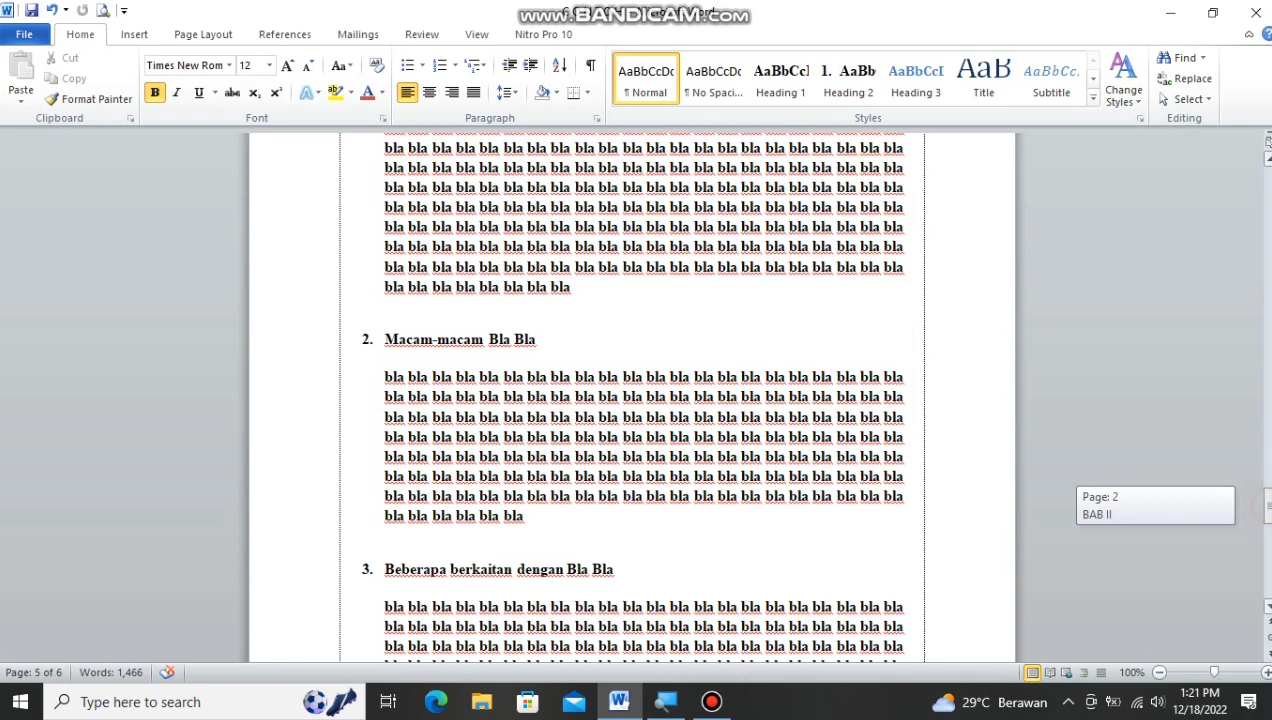 www.BANDICAM.com
File Home Insert Page Layout References Mailings Review View Nitro Pro 10
Cut
Copy
Format Painter
Paste
Clipboard
Times New Rom 12
Font
Paragraph
AaBbCcDc AaBbCcDc AaBbCcl 1. AaBb AaBbCcD AaB AaBbCc.
¶ Normal ¶ No Spaci... Heading 1 Heading 2 Heading 3 Title Subtitle
Change Styles
Styles
Find
Replace
Select
Editing
bla bla bla bla bla bla bla bla bla bla bla bla bla bla bla bla bla bla bla bla bla bla
bla bla bla bla bla bla bla bla bla bla bla bla bla bla bla bla bla bla bla bla bla bla
bla bla bla bla bla bla bla bla bla bla bla bla bla bla bla bla bla bla bla bla bla bla
bla bla bla bla bla bla bla bla bla bla bla bla bla bla bla bla bla bla bla bla bla bla
bla bla bla bla bla bla bla bla bla bla bla bla bla bla bla bla bla bla bla bla bla bla
bla bla bla bla bla bla bla bla bla bla bla bla bla bla bla bla bla bla bla bla bla bla
bla bla bla bla bla bla bla bla bla bla bla bla bla bla bla bla bla bla bla bla bla bla
bla bla bla bla bla bla bla bla
2. Macam-macam Bla Bla
bla bla bla bla bla bla bla bla bla bla bla bla bla bla bla bla bla bla bla bla bla bla
bla bla bla bla bla bla bla bla bla bla bla bla bla bla bla bla bla bla bla bla bla bla
bla bla bla bla bla bla bla bla bla bla bla bla bla bla bla bla bla bla bla bla bla bla
bla bla bla bla bla bla bla bla bla bla bla bla bla bla bla bla bla bla bla bla bla bla
bla bla bla bla bla bla bla bla bla bla bla bla bla bla bla bla bla bla bla bla bla bla
bla bla bla bla bla bla bla bla bla bla bla bla bla bla bla bla bla bla bla bla bla bla
bla bla bla bla bla bla bla bla bla bla bla bla bla bla bla bla bla bla bla bla bla bla
bla bla bla bla bla bla
Page: 2
BAB II
3. Beberapa berkaitan dengan Bla Bla
bla bla bla bla bla bla bla bla bla bla bla bla bla bla bla bla bla bla bla bla bla bla
bla bla bla bla bla bla bla bla bla bla bla bla bla bla bla bla bla bla bla bla bla bla
bla bla bla bla bla bla bla bla bla bla bla bla bla bla bla bla bla bla bla bla bla bla
Page: 5 of 6 Words: 1,466 100%
Type here to search
29°C Berawan
1:21 PM
12/18/2022